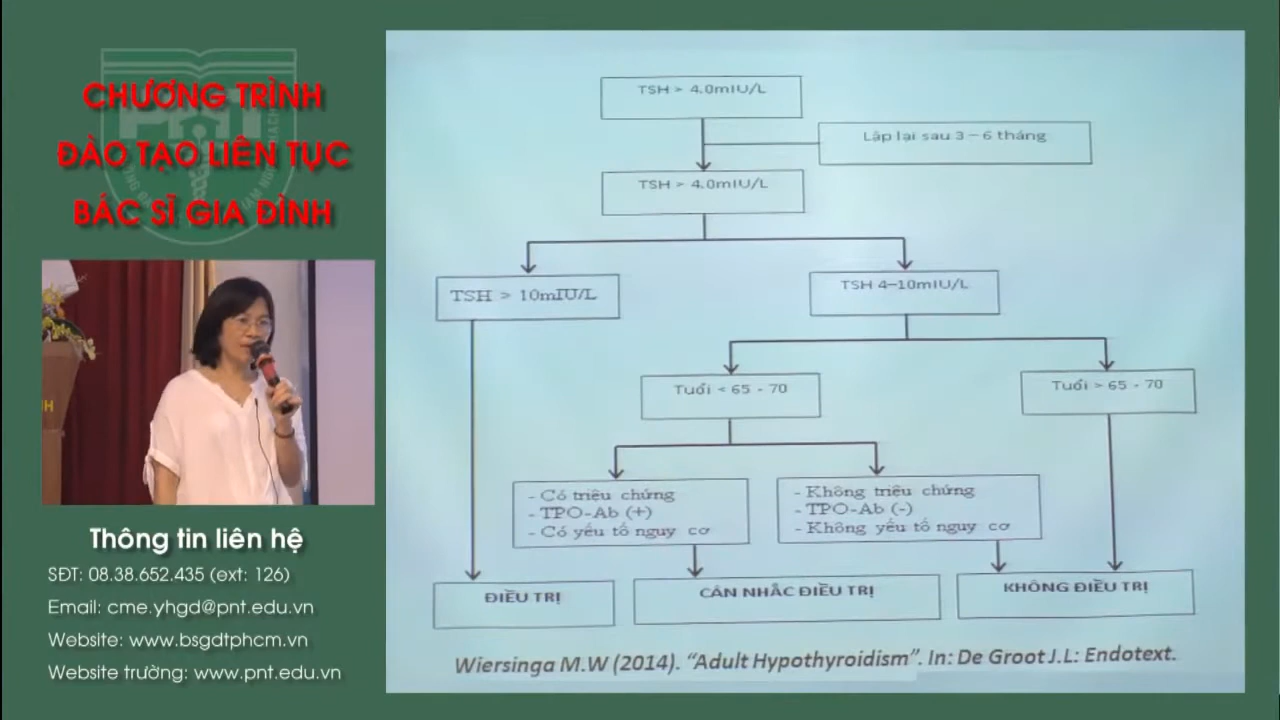 CHƯƠNG TRÌNH
ĐÀO TẠO LIÊN TỤC
BÁC SĨ GIA ĐÌNH
Thông tin liên hệ
SĐT: 08.38.652.435 (ext: 126)
Email: cme.yhgd@pnt.edu.vn
Website: www.bsgdtphcm.vn
Website trường: www.pnt.edu.vn
TSH > 4.0mIU/L
Lập lại sau 3 – 6 tháng
TSH > 4.0mIU/L
TSH > 10mIU/L
TSH 4–10mIU/L
Tuổi < 65 - 70
Tuổi > 65 - 70
- Có triệu chứng
- TPO-Ab (+)
- Có yếu tố nguy cơ
- Không triệu chứng
- TPO-Ab (-)
- Không yếu tố nguy cơ
ĐIỀU TRỊ
CÂN NHẮC ĐIỀU TRỊ
KHÔNG ĐIỀU TRỊ
Wiersinga M.W (2014). “Adult Hypothyroidism”. In: De Groot J.L: Endotext.